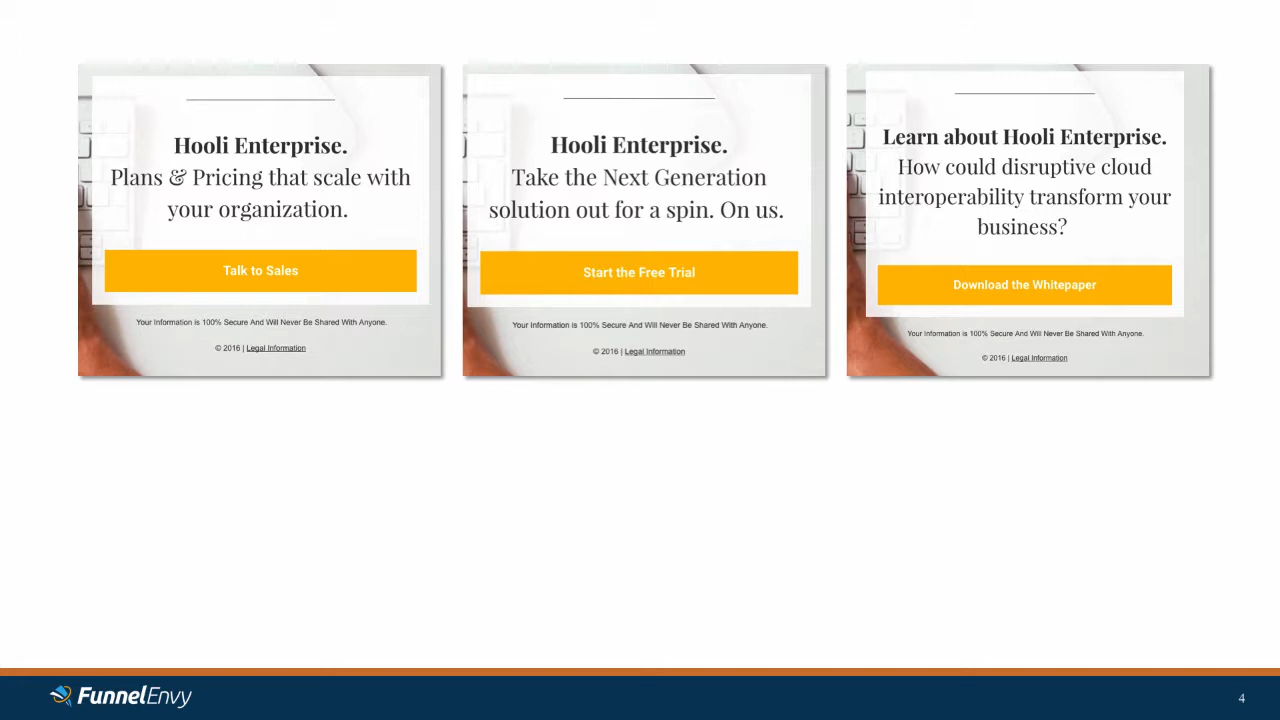 Hooli Enterprise.
Plans & Pricing that scale with
your organization.
Talk to Sales
Your Information is 100% Secure And Will Never Be Shared With Anyone.
© 2016 | Legal Information
Hooli Enterprise.
Take the Next Generation
solution out for a spin. On us.
Start the Free Trial
Your Information is 100% Secure And Will Never Be Shared With Anyone.
© 2016 | Legal Information
Learn about Hooli Enterprise.
How could disruptive cloud
interoperability transform your
business?
Download the Whitepaper
Your Information is 100% Secure And Will Never Be Shared With Anyone.
© 2016 | Legal Information
FunnelEnvy
4